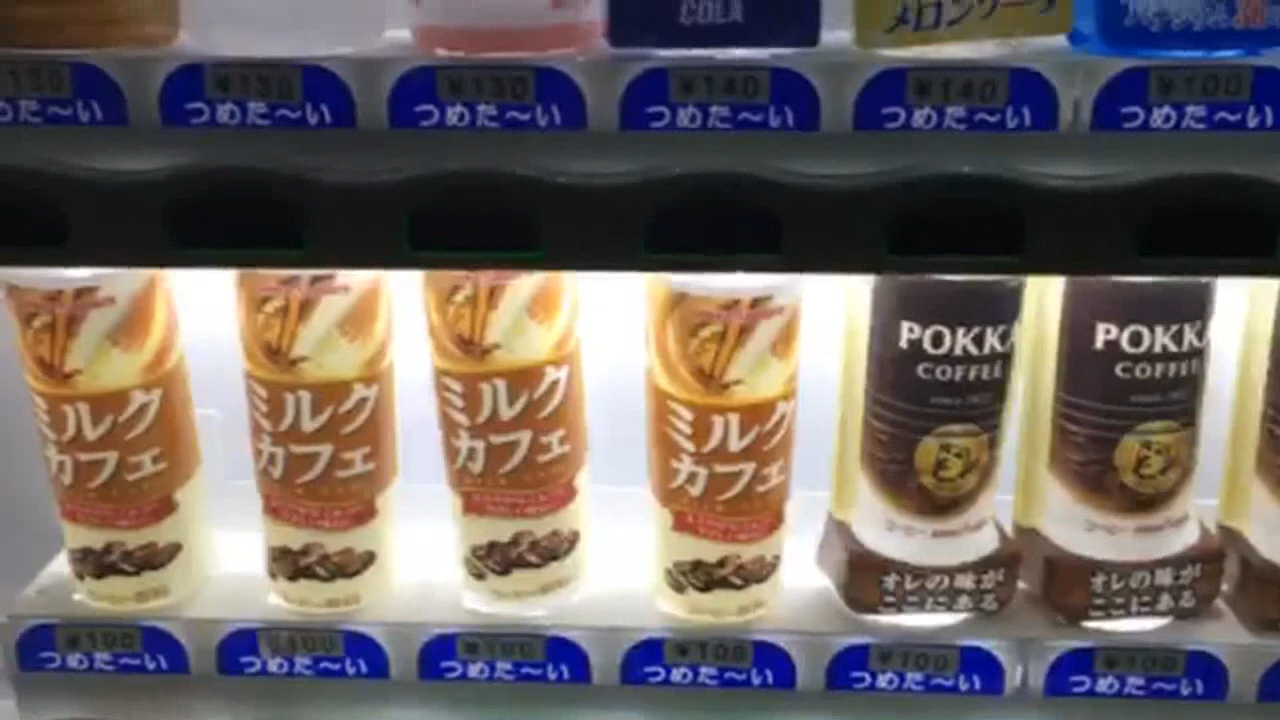 COLA
メロンソーダ
¥130
¥130
¥130
¥140
¥140
¥100
つめた〜い
つめた〜い
つめた〜い
つめた〜い
つめた〜い
つめた〜い
ミルク
カフェ
ミルク
カフェ
ミルク
カフェ
ミルク
カフェ
POKKA
COFFEE
オレの味が
ここにある
POKKA
COFFEE
オレの味が
ここにある
¥100
¥100
¥100
¥100
¥100
¥100
つめた〜い
つめた〜い
つめた〜い
つめた〜い
つめた〜い
つめた〜い